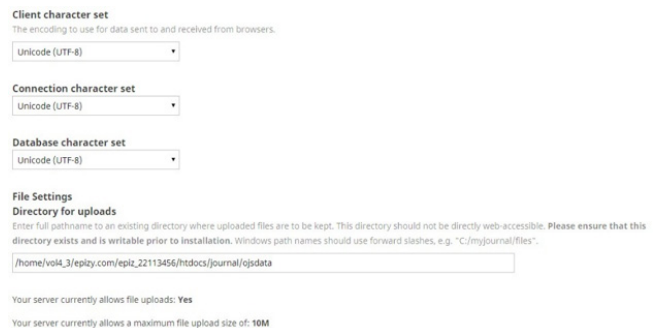 Client character set
The encoding to use for data sent to and received from browsers.
Unicode (UTF-8)
Connection character set
Unicode (UTF-8)
Database character set
Unicode (UTF-8)
File Settings
Directory for uploads
Enter full pathname to an existing directory where uploaded files are to be kept. This directory should not be directly web-accessible. Please ensure that this
directory exists and is writable prior to installation. Windows path names should use forward slashes, e.g. "C:/myjournal/files".
/home/vol4_3/epizy.com/epiz_22113456/htdocs/journal/ojsdata
Your server currently allows file uploads: Yes
Your server currently allows a maximum file upload size of: 10M